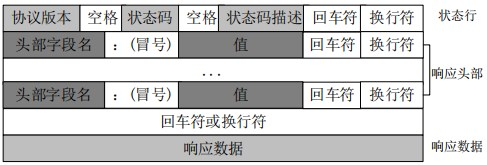 协议版本 空格 状态码 空格 状态码描述 回车符 换行符 状态行
头部字段名 ：(冒号) 值 回车符 换行符
... 响应头部
头部字段名 ：(冒号) 值 回车符 换行符
回车符或换行符
响应数据 响应数据